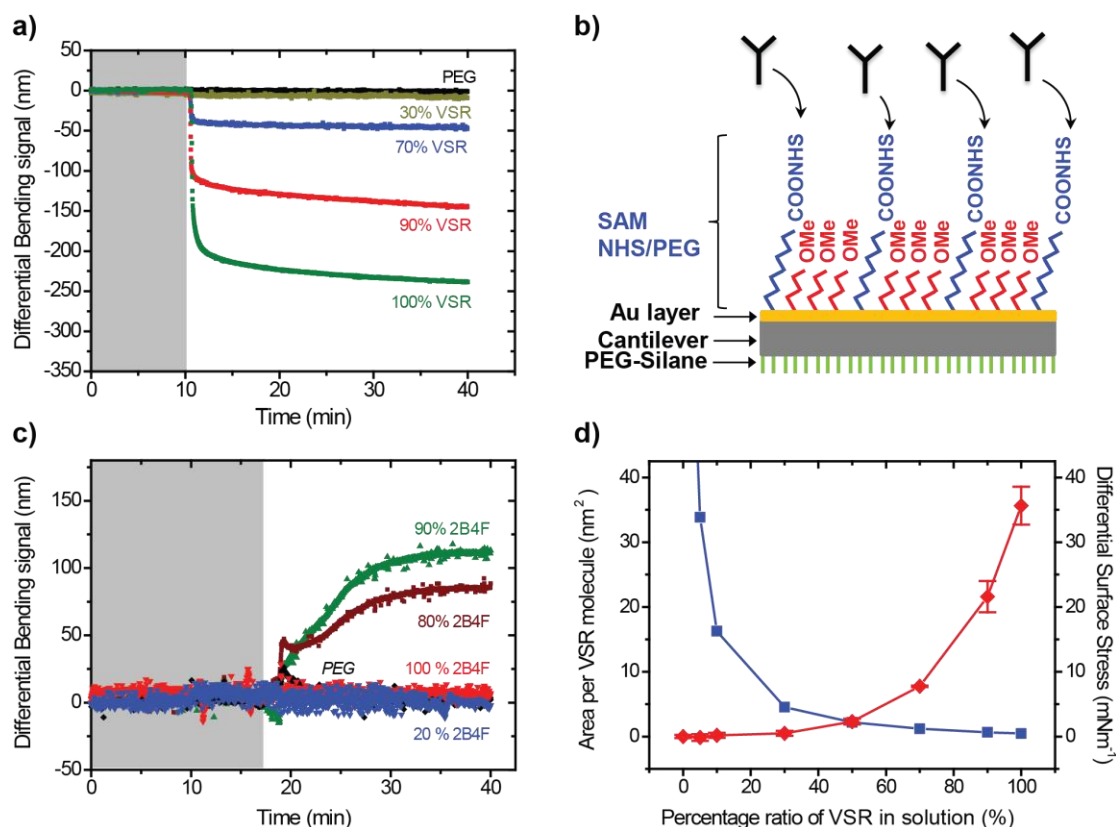 a)
Differential Bending signal (nm)
50
0
-50
-100
-150
-200
-250
-300
-350
PEG
30% VSR
70% VSR
90% VSR
100% VSR
0
10
20
30
40
Time (min)
b)
COONHS
COONHS
COONHS
COONHS
OMe
OMe
OMe
OMe
OMe
OMe
OMe
OMe
OMe
SAM
NHS/PEG
Au layer
Cantilever
PEG-Silane
c)
Differential Bending signal (nm)
150
100
50
0
-50
90% 2B4F
80% 2B4F
PEG
100 % 2B4F
20 % 2B4F
0
10
20
30
40
Time (min)
d)
Area per VSR molecule (nm²)
40
30
20
10
0
Differential Surface Stress (mNm⁻¹)
40
30
20
10
0
0
20
40
60
80
100
Percentage ratio of VSR in solution (%)